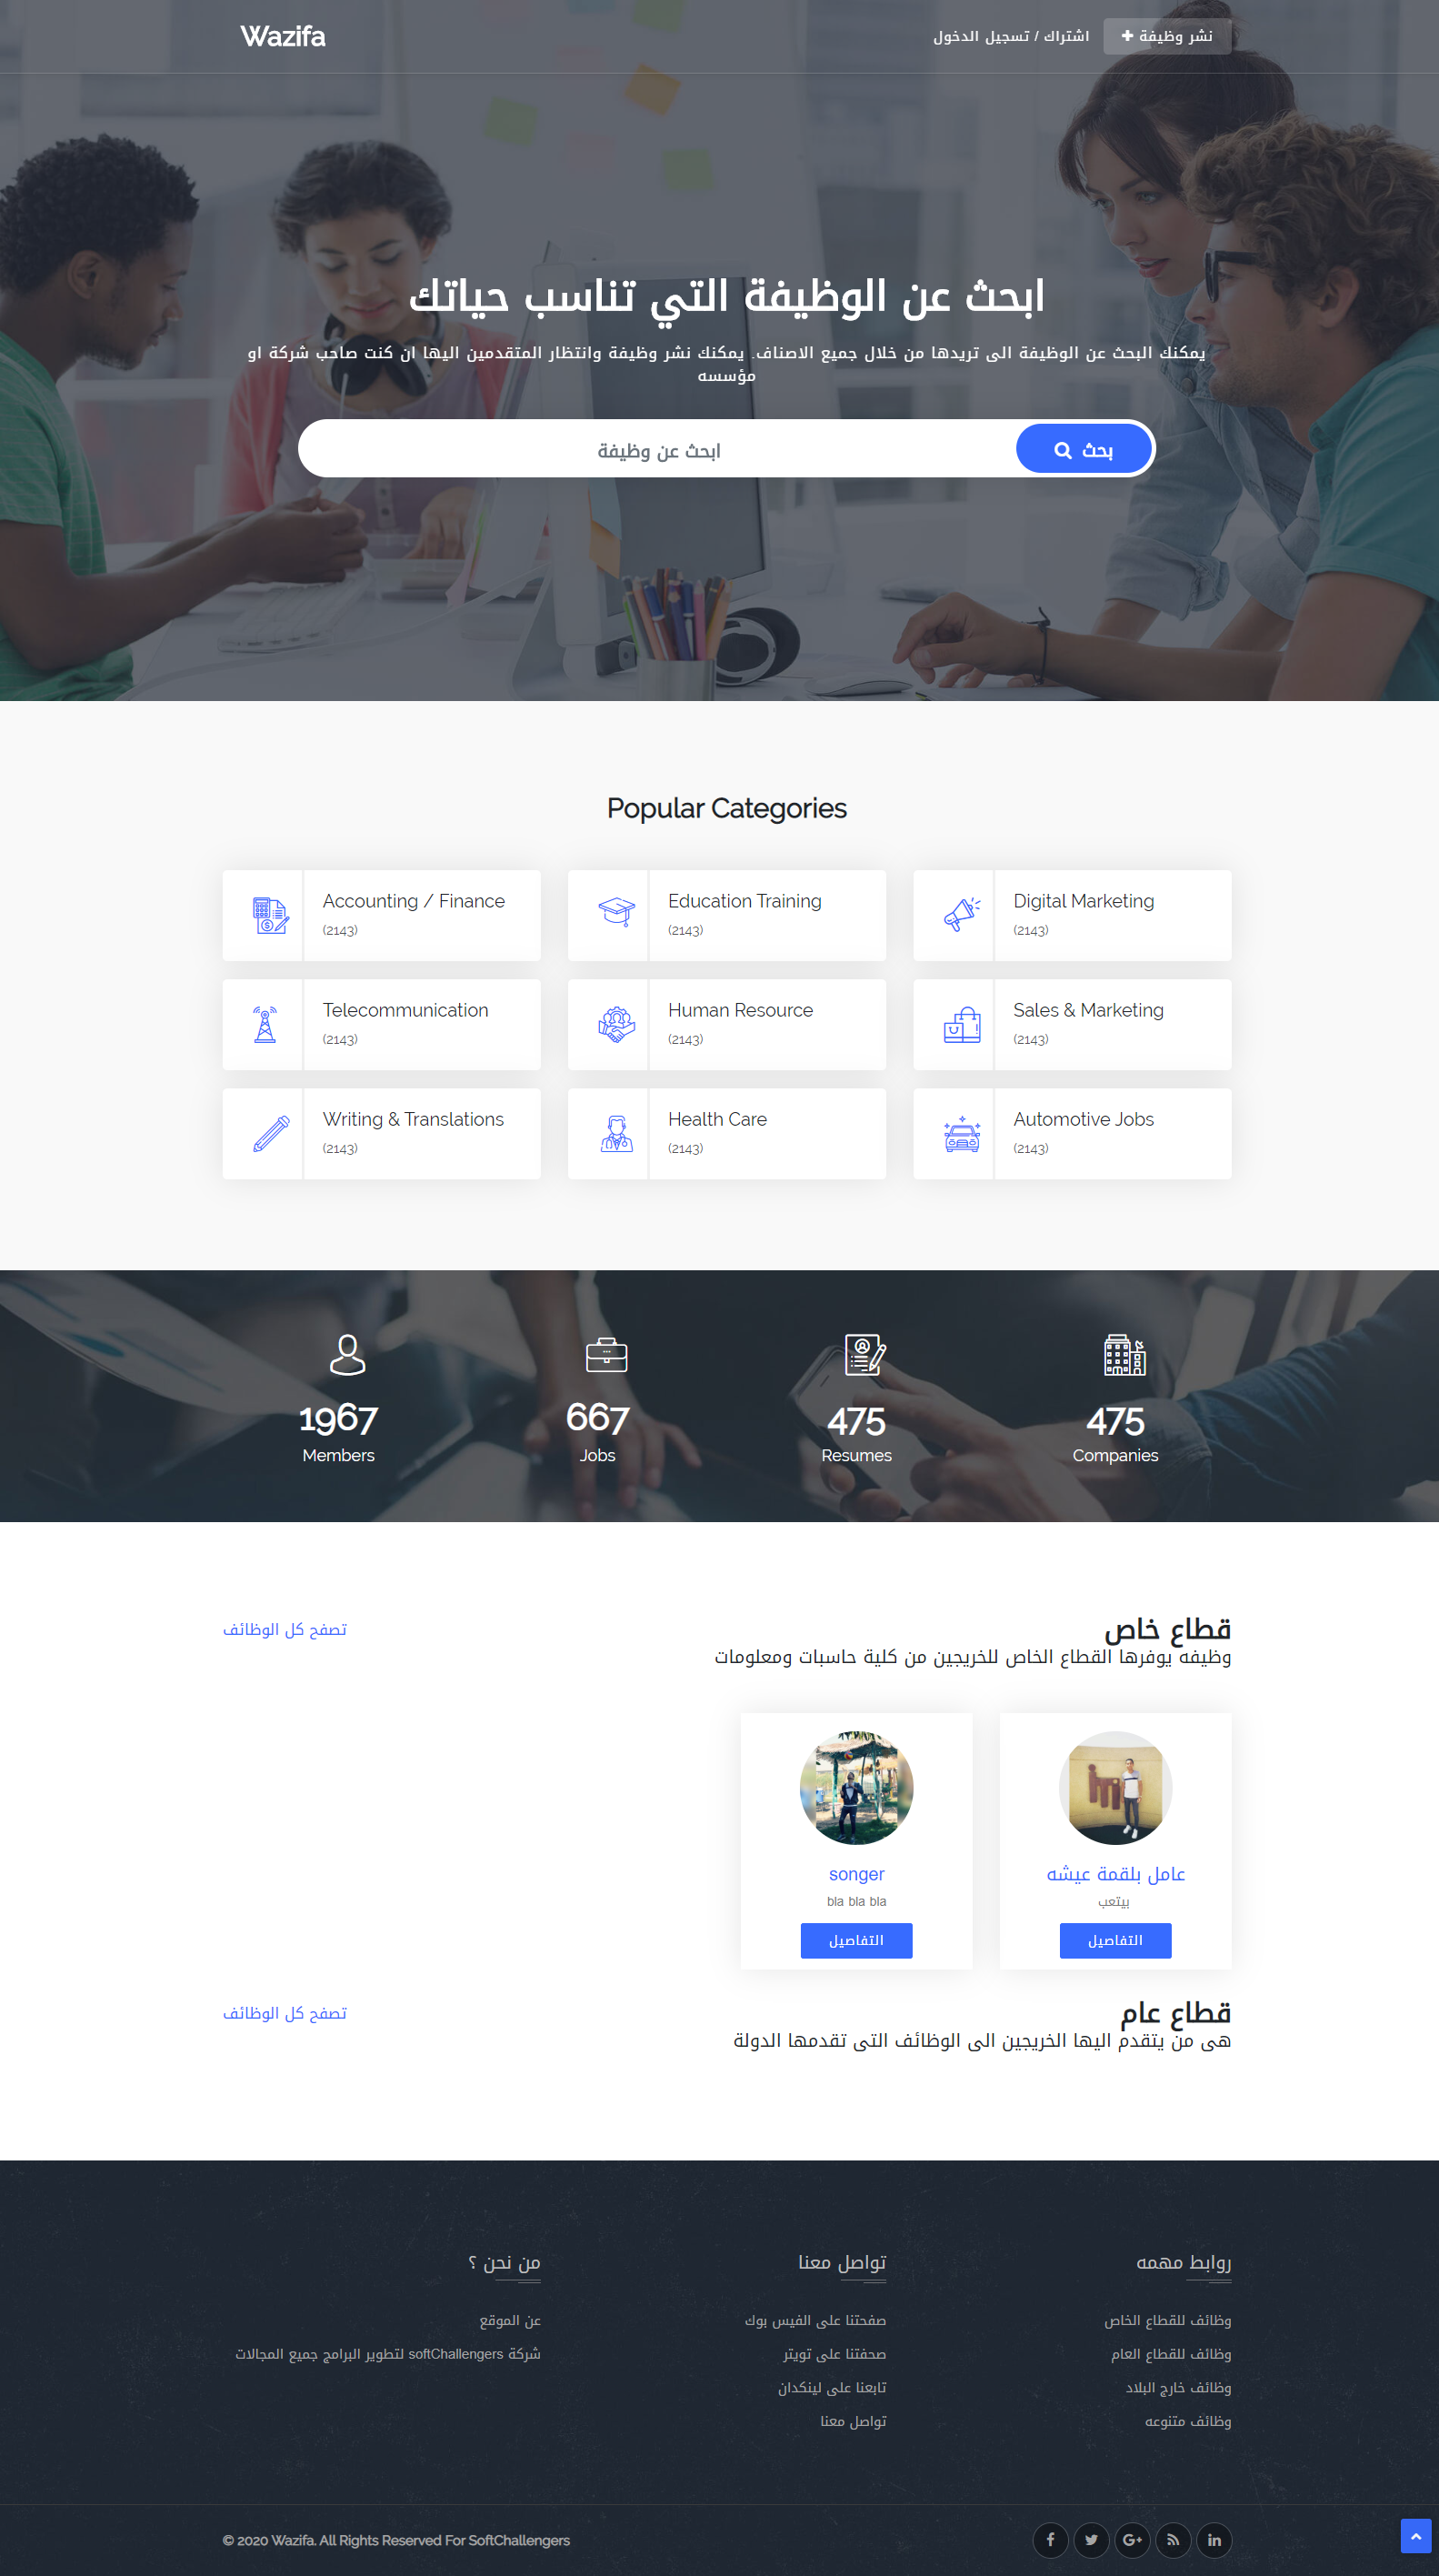 Wazifa
نشر وظيفة
اشتراك / تسجيل الدخول
ابحث عن الوظيفة التي تناسب حياتك
يمكنك البحث عن الوظيفة الى تريدها من خلال جميع الاصناف. يمكنك نشر وظيفة وانتظار المتقدمين اليها ان كنت صاحب شركة او
مؤسسه
ابحث عن وظيفة
بحث
Popular Categories
Accounting / Finance
(2143)
Education Training
(2143)
Digital Marketing
(2143)
Telecommunication
(2143)
Human Resource
(2143)
Sales & Marketing
(2143)
Writing & Translations
(2143)
Health Care
(2143)
Automotive Jobs
(2143)
1967
Members
667
Jobs
475
Resumes
475
Companies
قطاع خاص
وظيفه يوفرها القطاع الخاص للخريجين من كلية حاسبات ومعلومات
تصفح كل الوظائف
عامل بلقمة عيشه
بيتعب
التفاصيل
songer
bla bla bla
التفاصيل
قطاع عام
هى من يتقدم اليها الخريجين الى الوظائف التى تقدمها الدولة
تصفح كل الوظائف
روابط مهمه
وظائف للقطاع الخاص
وظائف للقطاع العام
وظائف خارج البلاد
وظائف متنوعه
تواصل معنا
صفحتنا على الفيس بوك
صحفتنا على تويتر
تابعنا على لينكدان
تواصل معنا
من نحن ؟
عن الموقع
شركة softChallengers لتطوير البرامج جميع المجالات
© 2020 Wazifa. All Rights Reserved For SoftChallengers